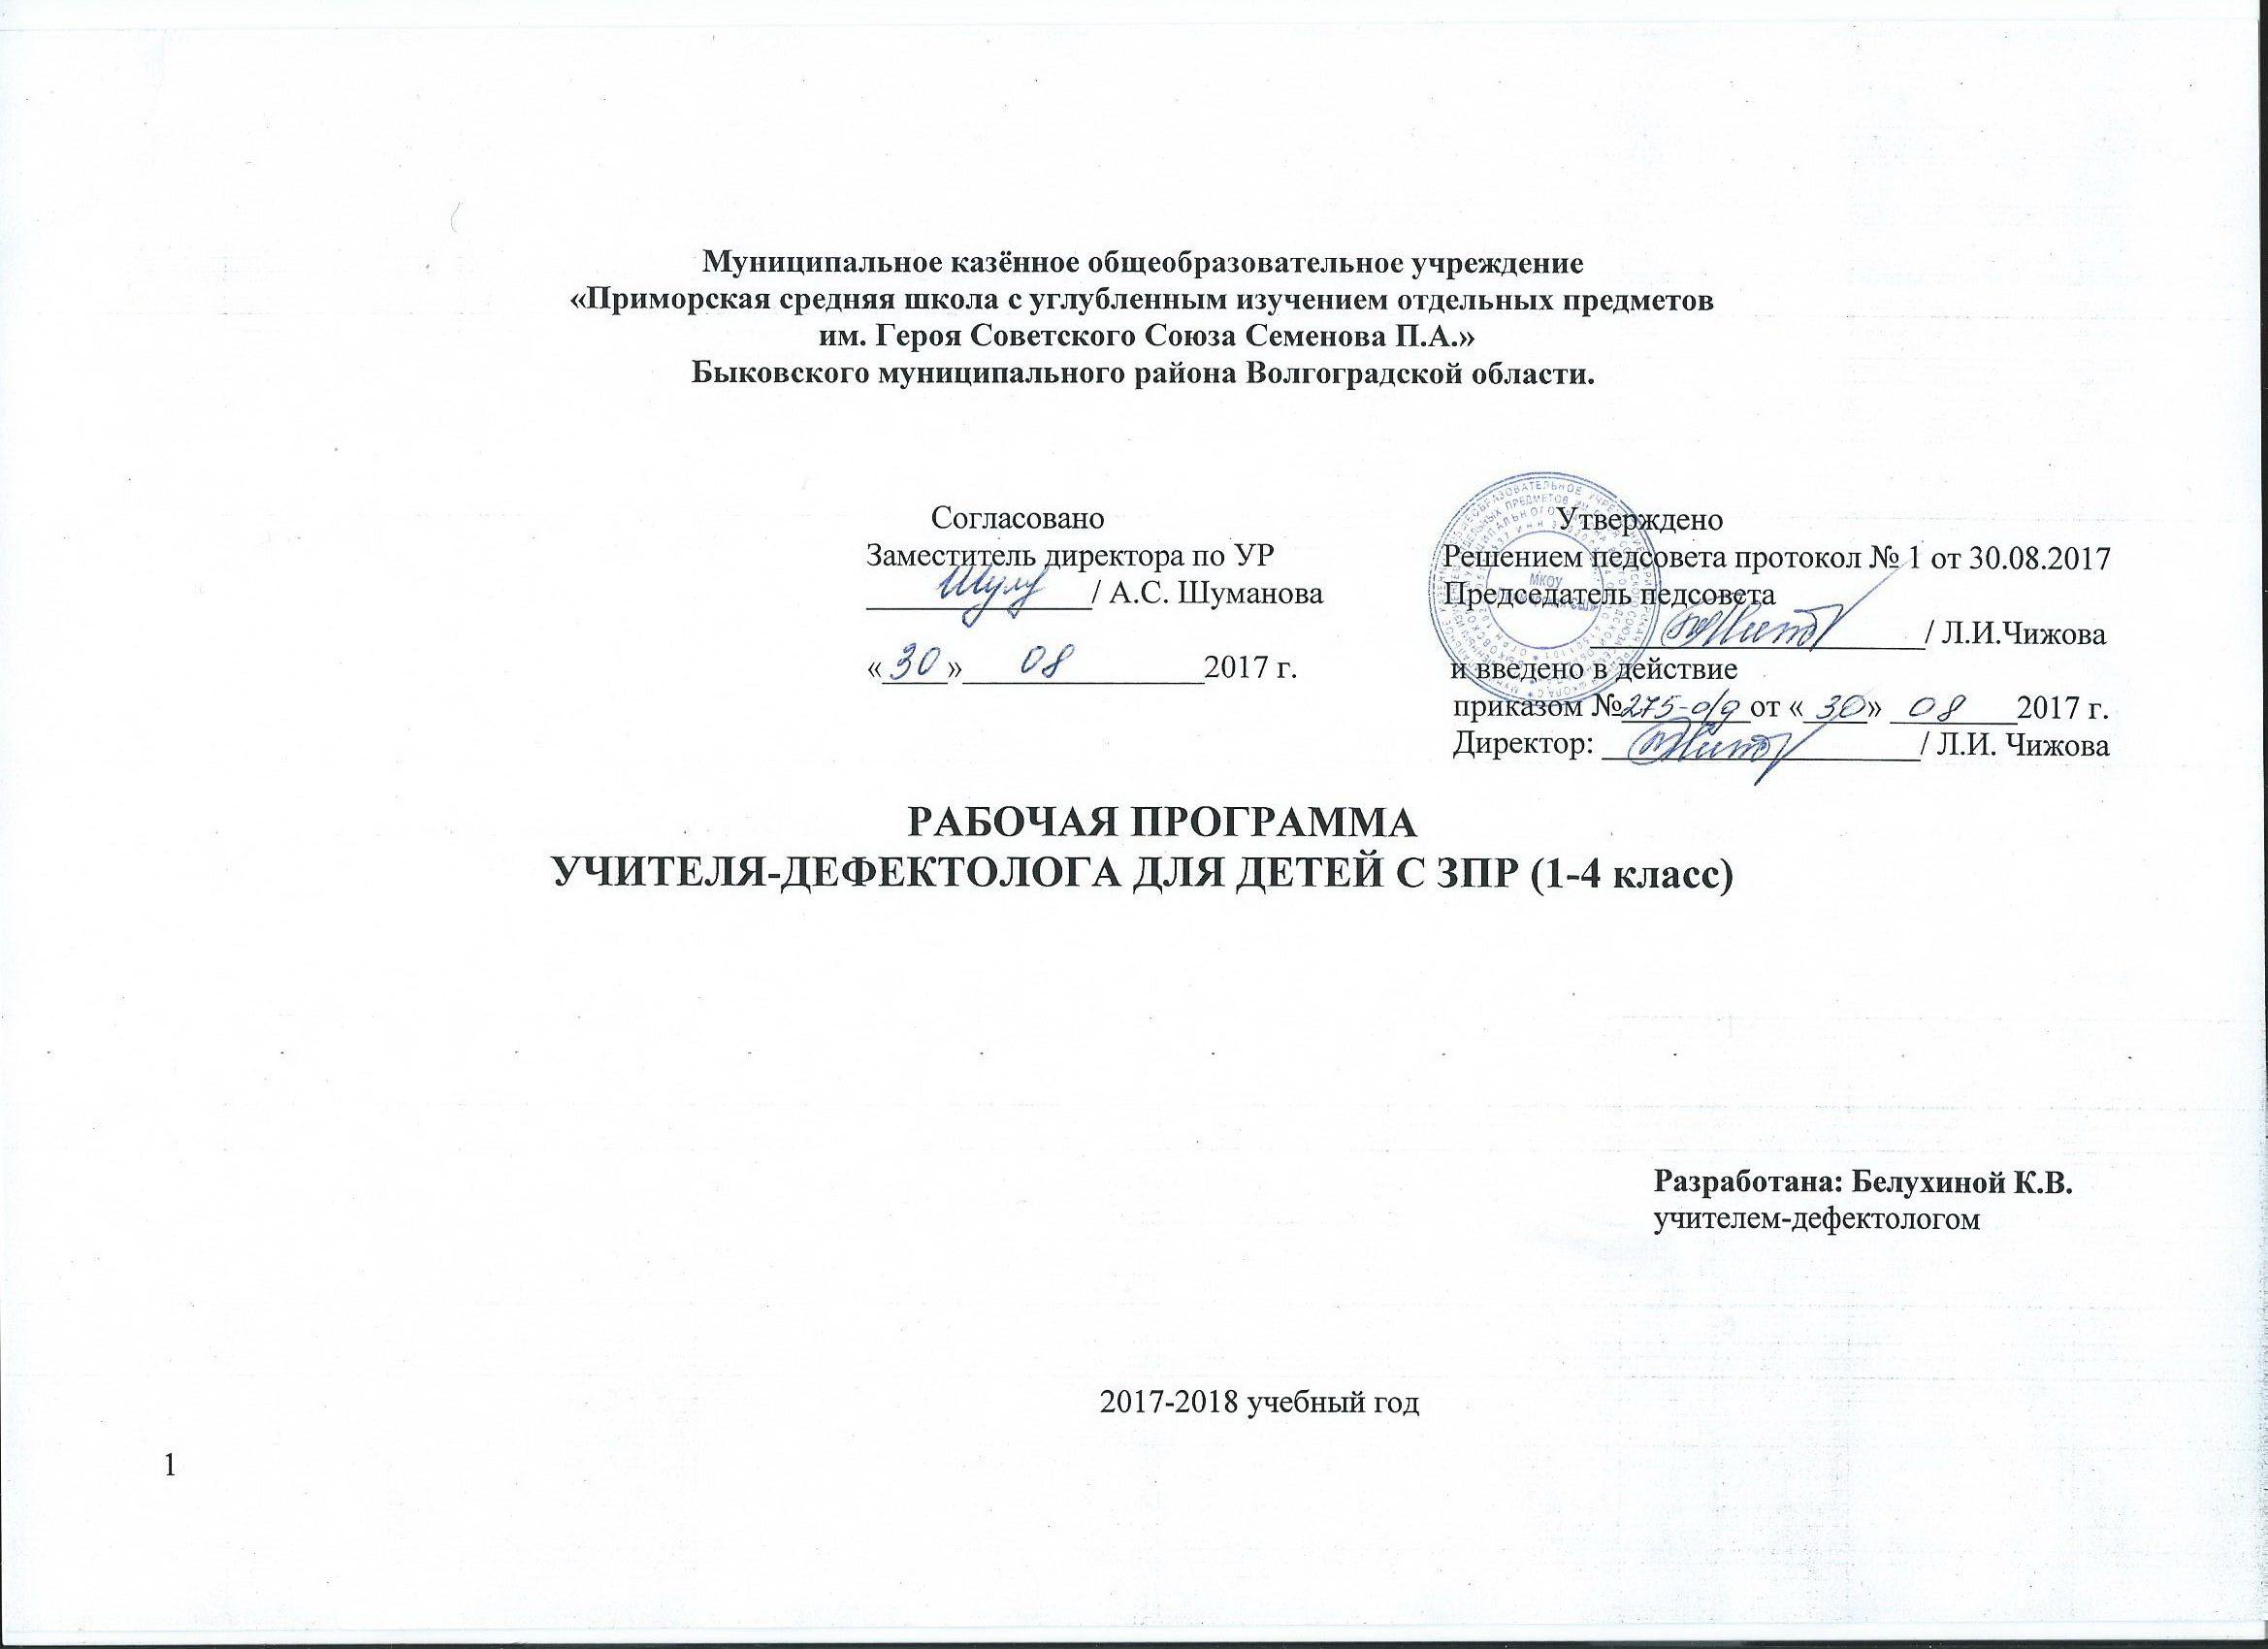 Муниципальное казённое общеобразовательное учреждение
«Приморская средняя школа с углубленным изучением отдельных предметов
им. Героя Советского Союза Семенова П.А.»
Быковского муниципального района Волгоградской области.
Согласовано
Заместитель директора по УР
/ А.С. Шуманова
«30» 08 2017 г.
Утверждено
Решением педсовета протокол № 1 от 30.08.2017
Председатель педсовета
/ Л.И.Чижова
и введено в действие
приказом №275-о/д от «30» 08 2017 г.
Директор: / Л.И. Чижова
МКОУ
РАБОЧАЯ ПРОГРАММА
УЧИТЕЛЯ-ДЕФЕКТОЛОГА ДЛЯ ДЕТЕЙ С ЗПР (1-4 класс)
Разработана: Белухиной К.В.
учителем-дефектологом
2017-2018 учебный год
1